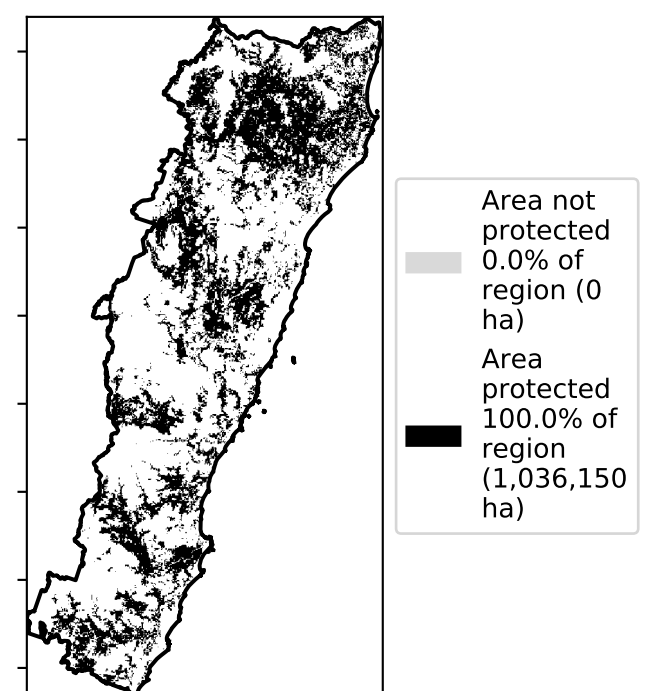 Area not
protected
0.0% of
region (0
ha)
Area
protected
100.0% of
region
(1,036,150
ha)